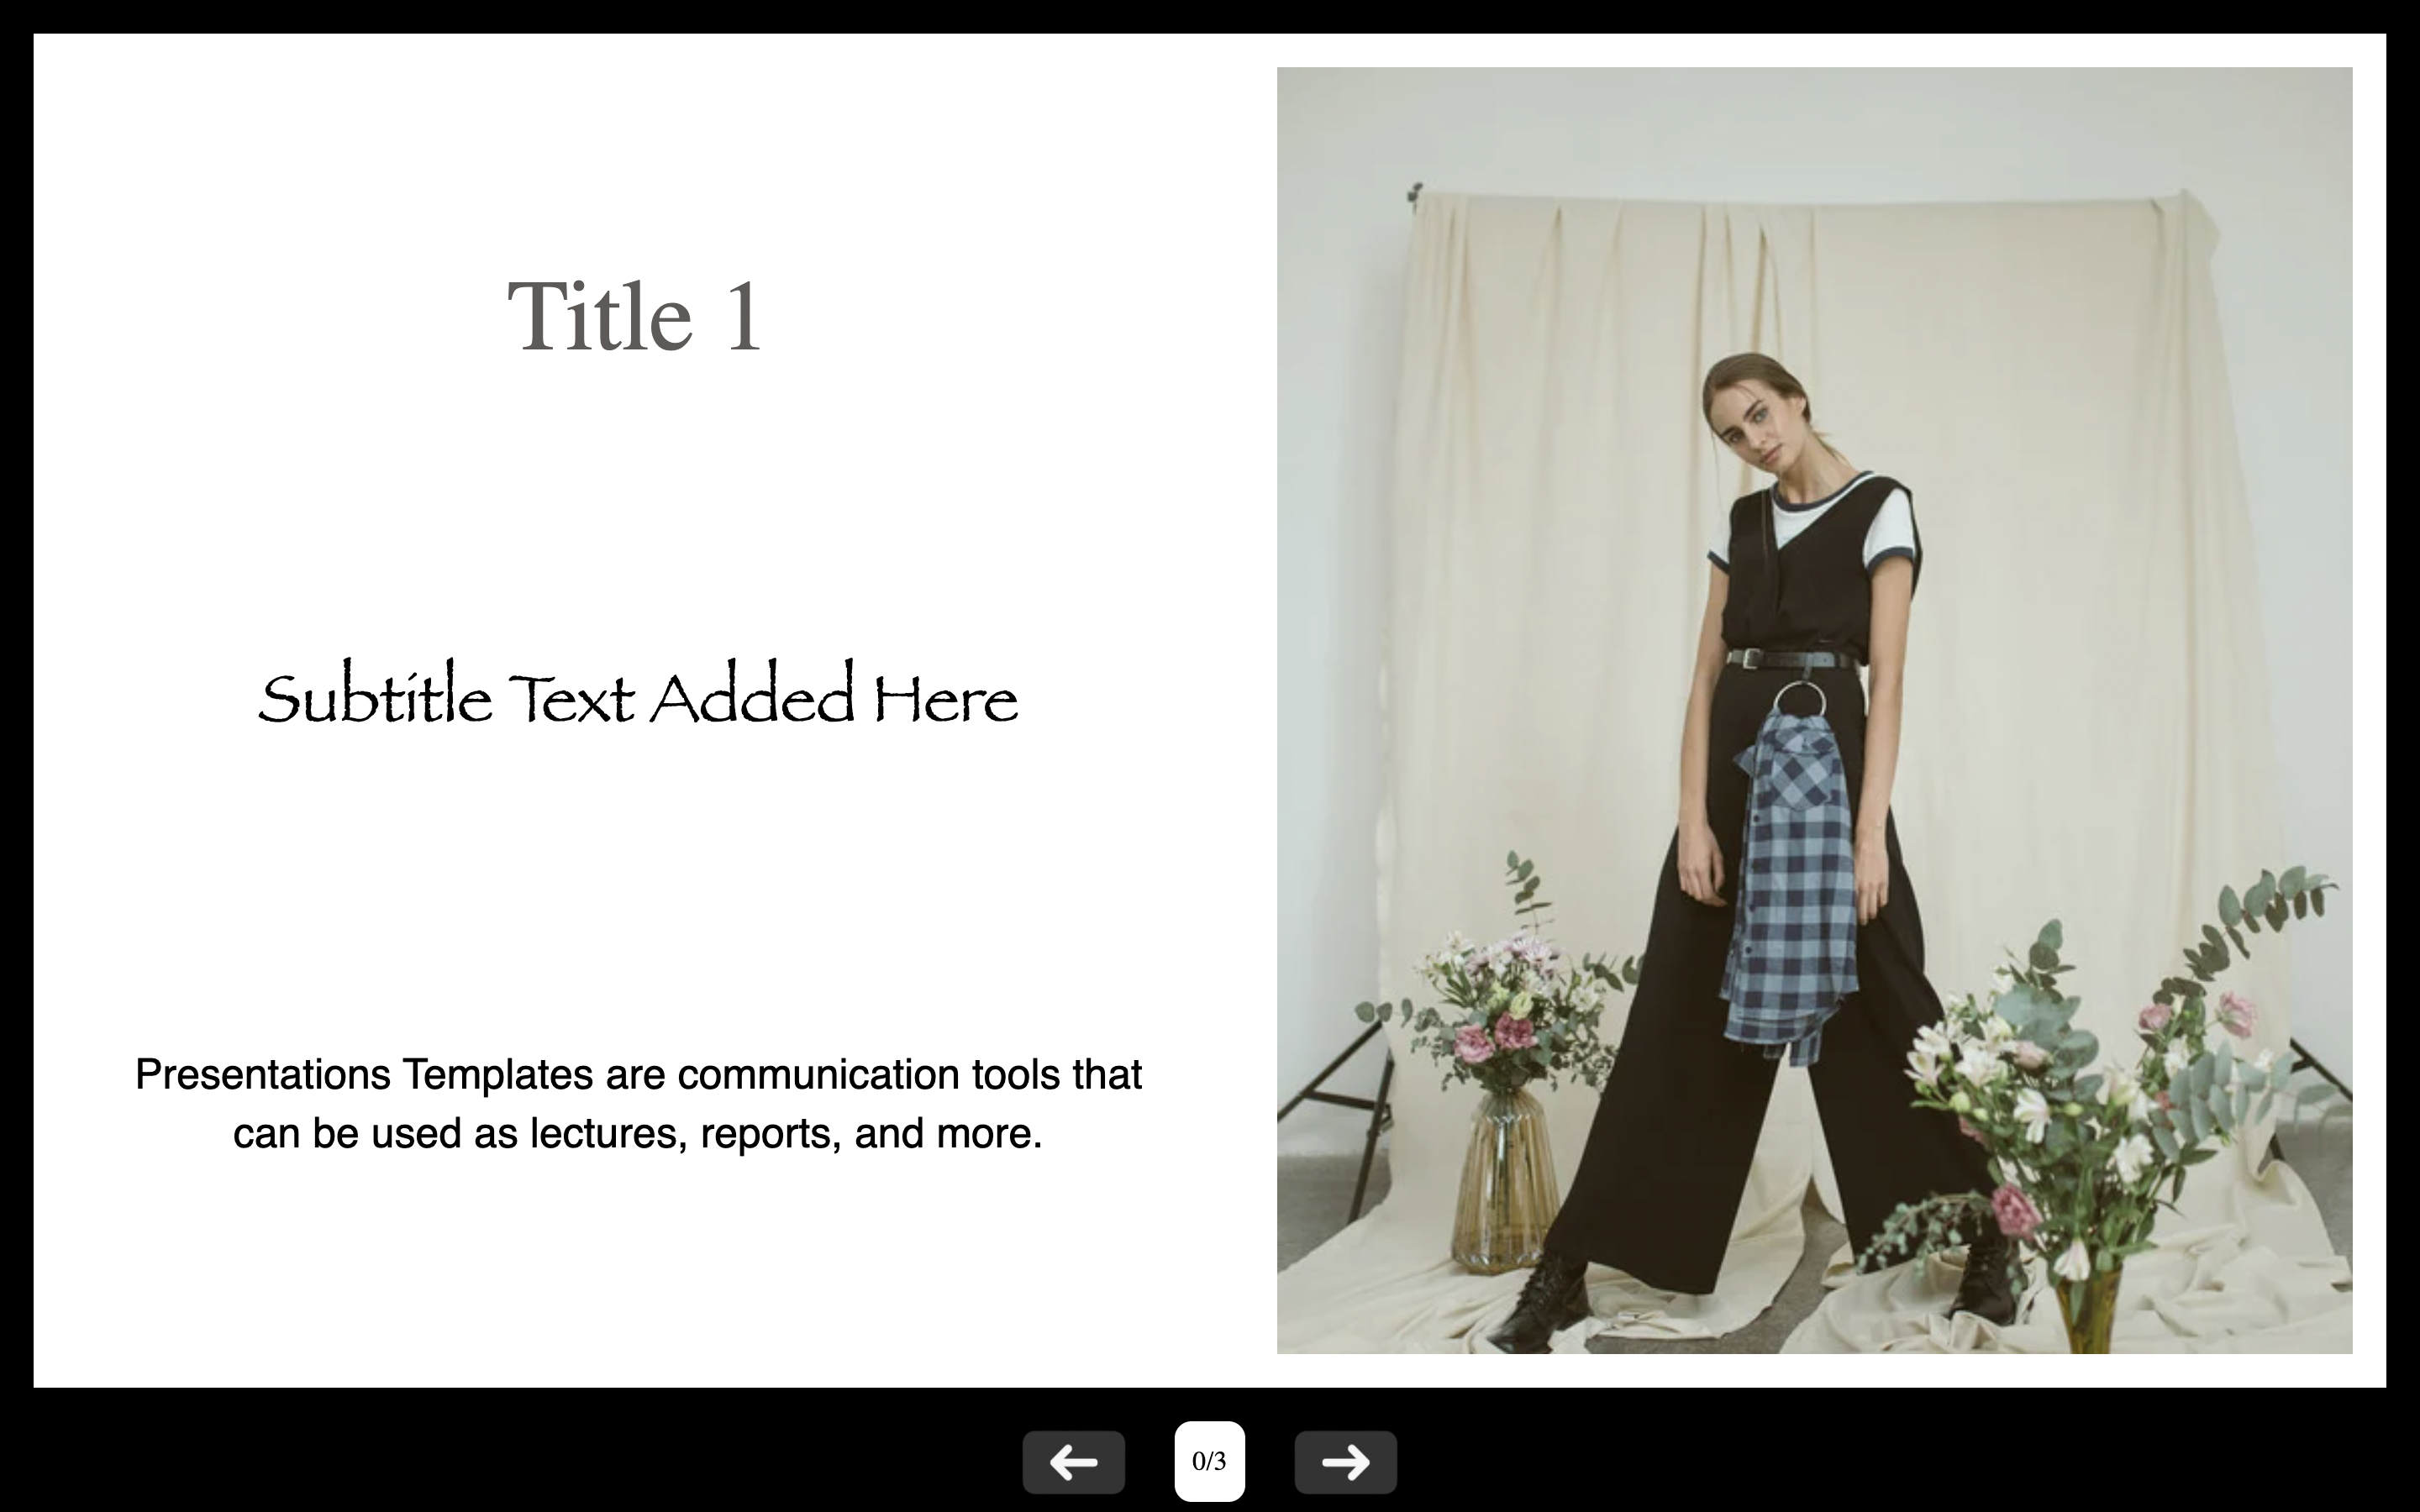 Title 1
Subtitle Text Added Here
Presentations Templates are communication tools that
can be used as lectures, reports, and more.
0/3